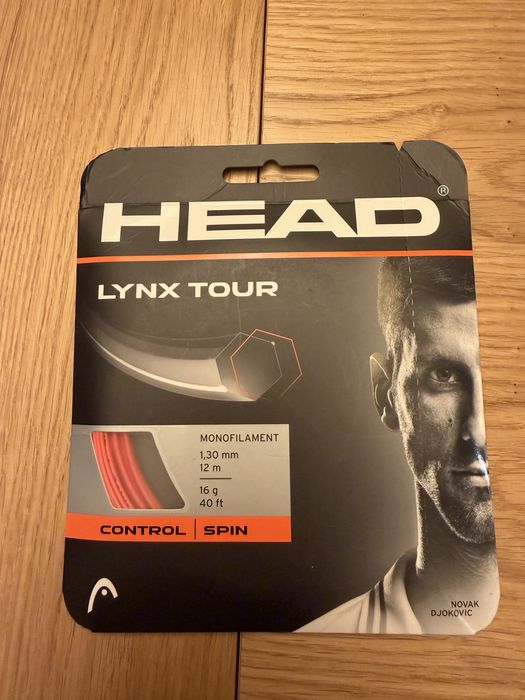 HEAD®
LYNX TOUR
MONOFILAMENT
1,30 mm
12 m
16 g
40 ft
CONTROL | SPIN
NOVAK
DJOKOVIC